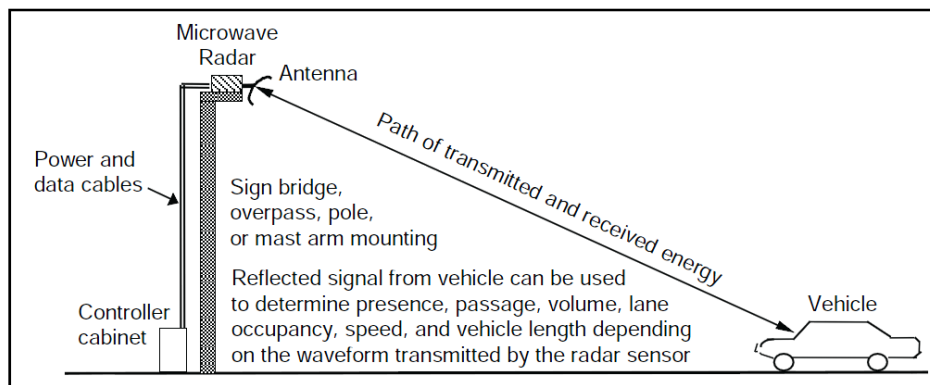 Microwave
Radar
Antenna
Path of transmitted and received energy
Power and
data cables
Sign bridge,
overpass, pole,
or mast arm mounting
Reflected signal from vehicle can be used
to determine presence, passage, volume, lane
occupancy, speed, and vehicle length depending
on the waveform transmitted by the radar sensor
Controller
cabinet
Vehicle